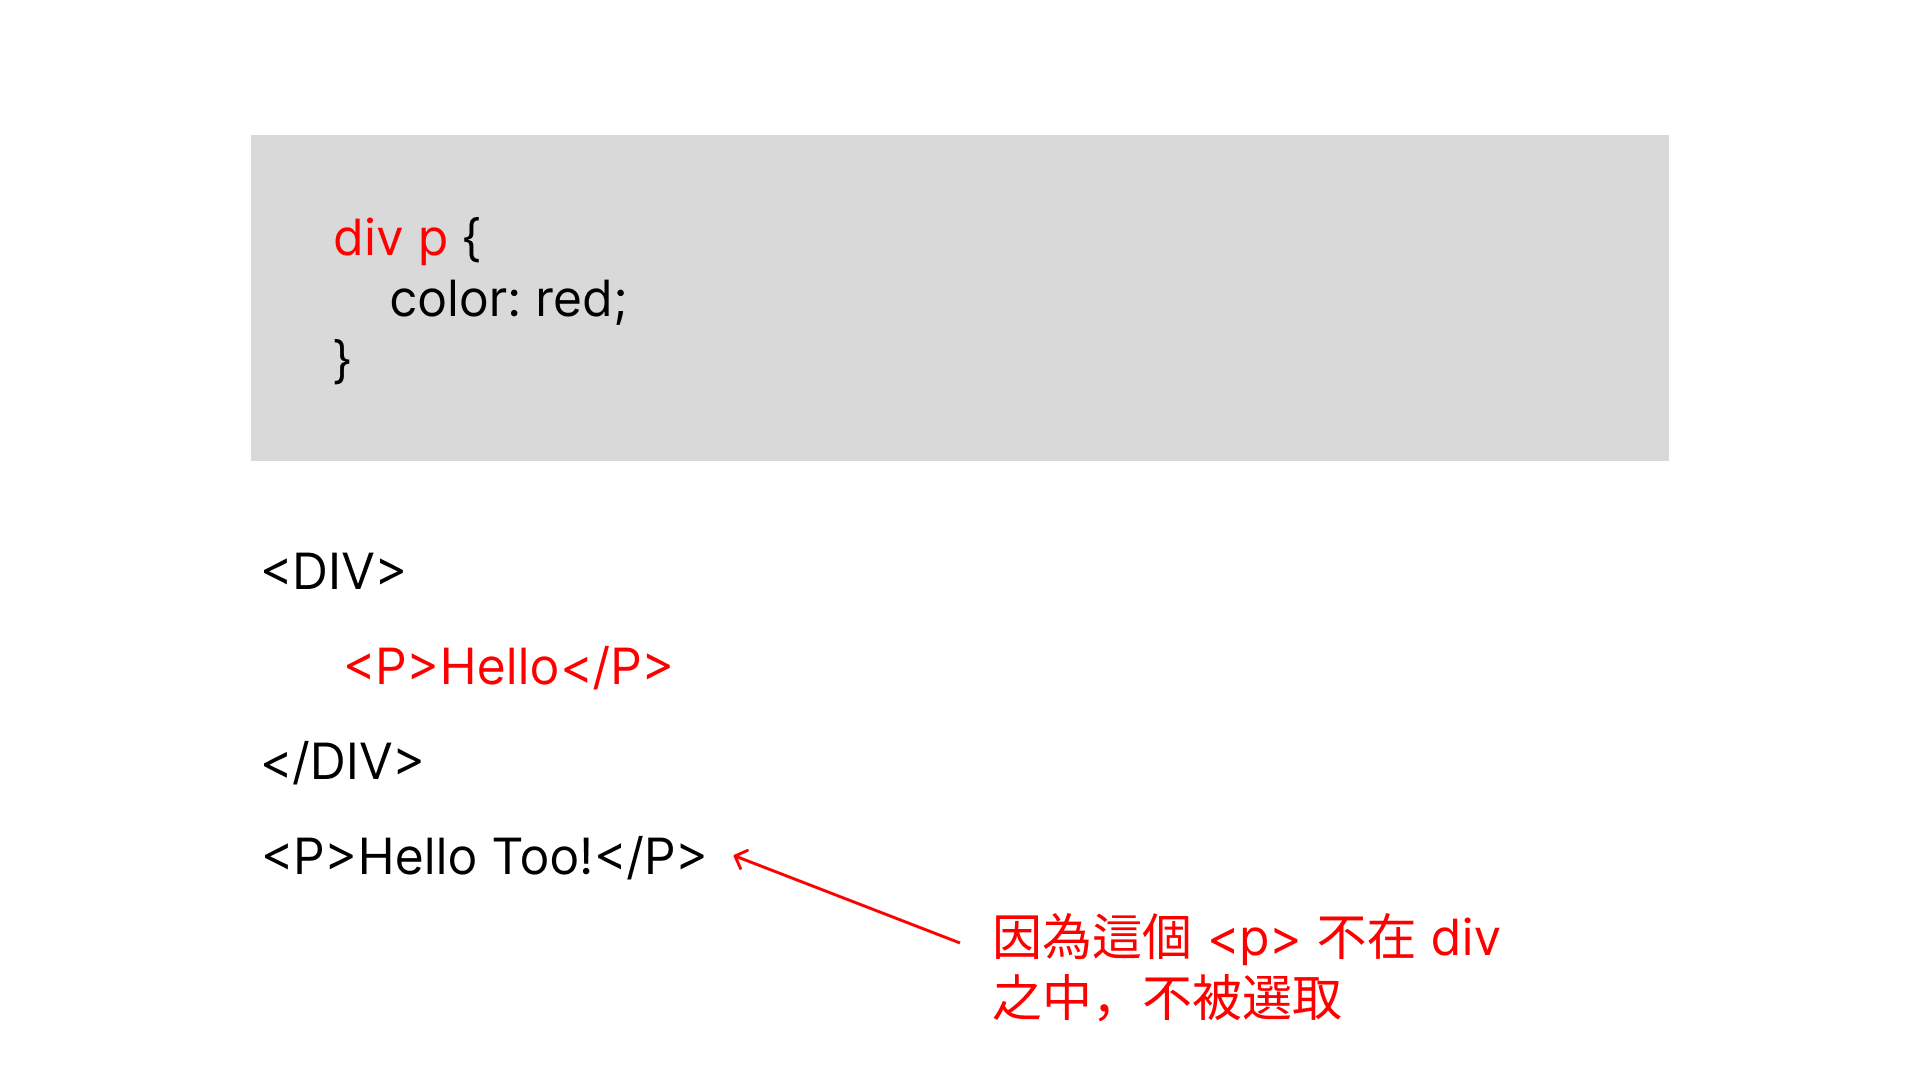 div p {
color: red;
}
<DIV>
<P>Hello</P>
</DIV>
<P>Hello Too!</P>
因為這個 <p> 不在 div
之中，不被選取